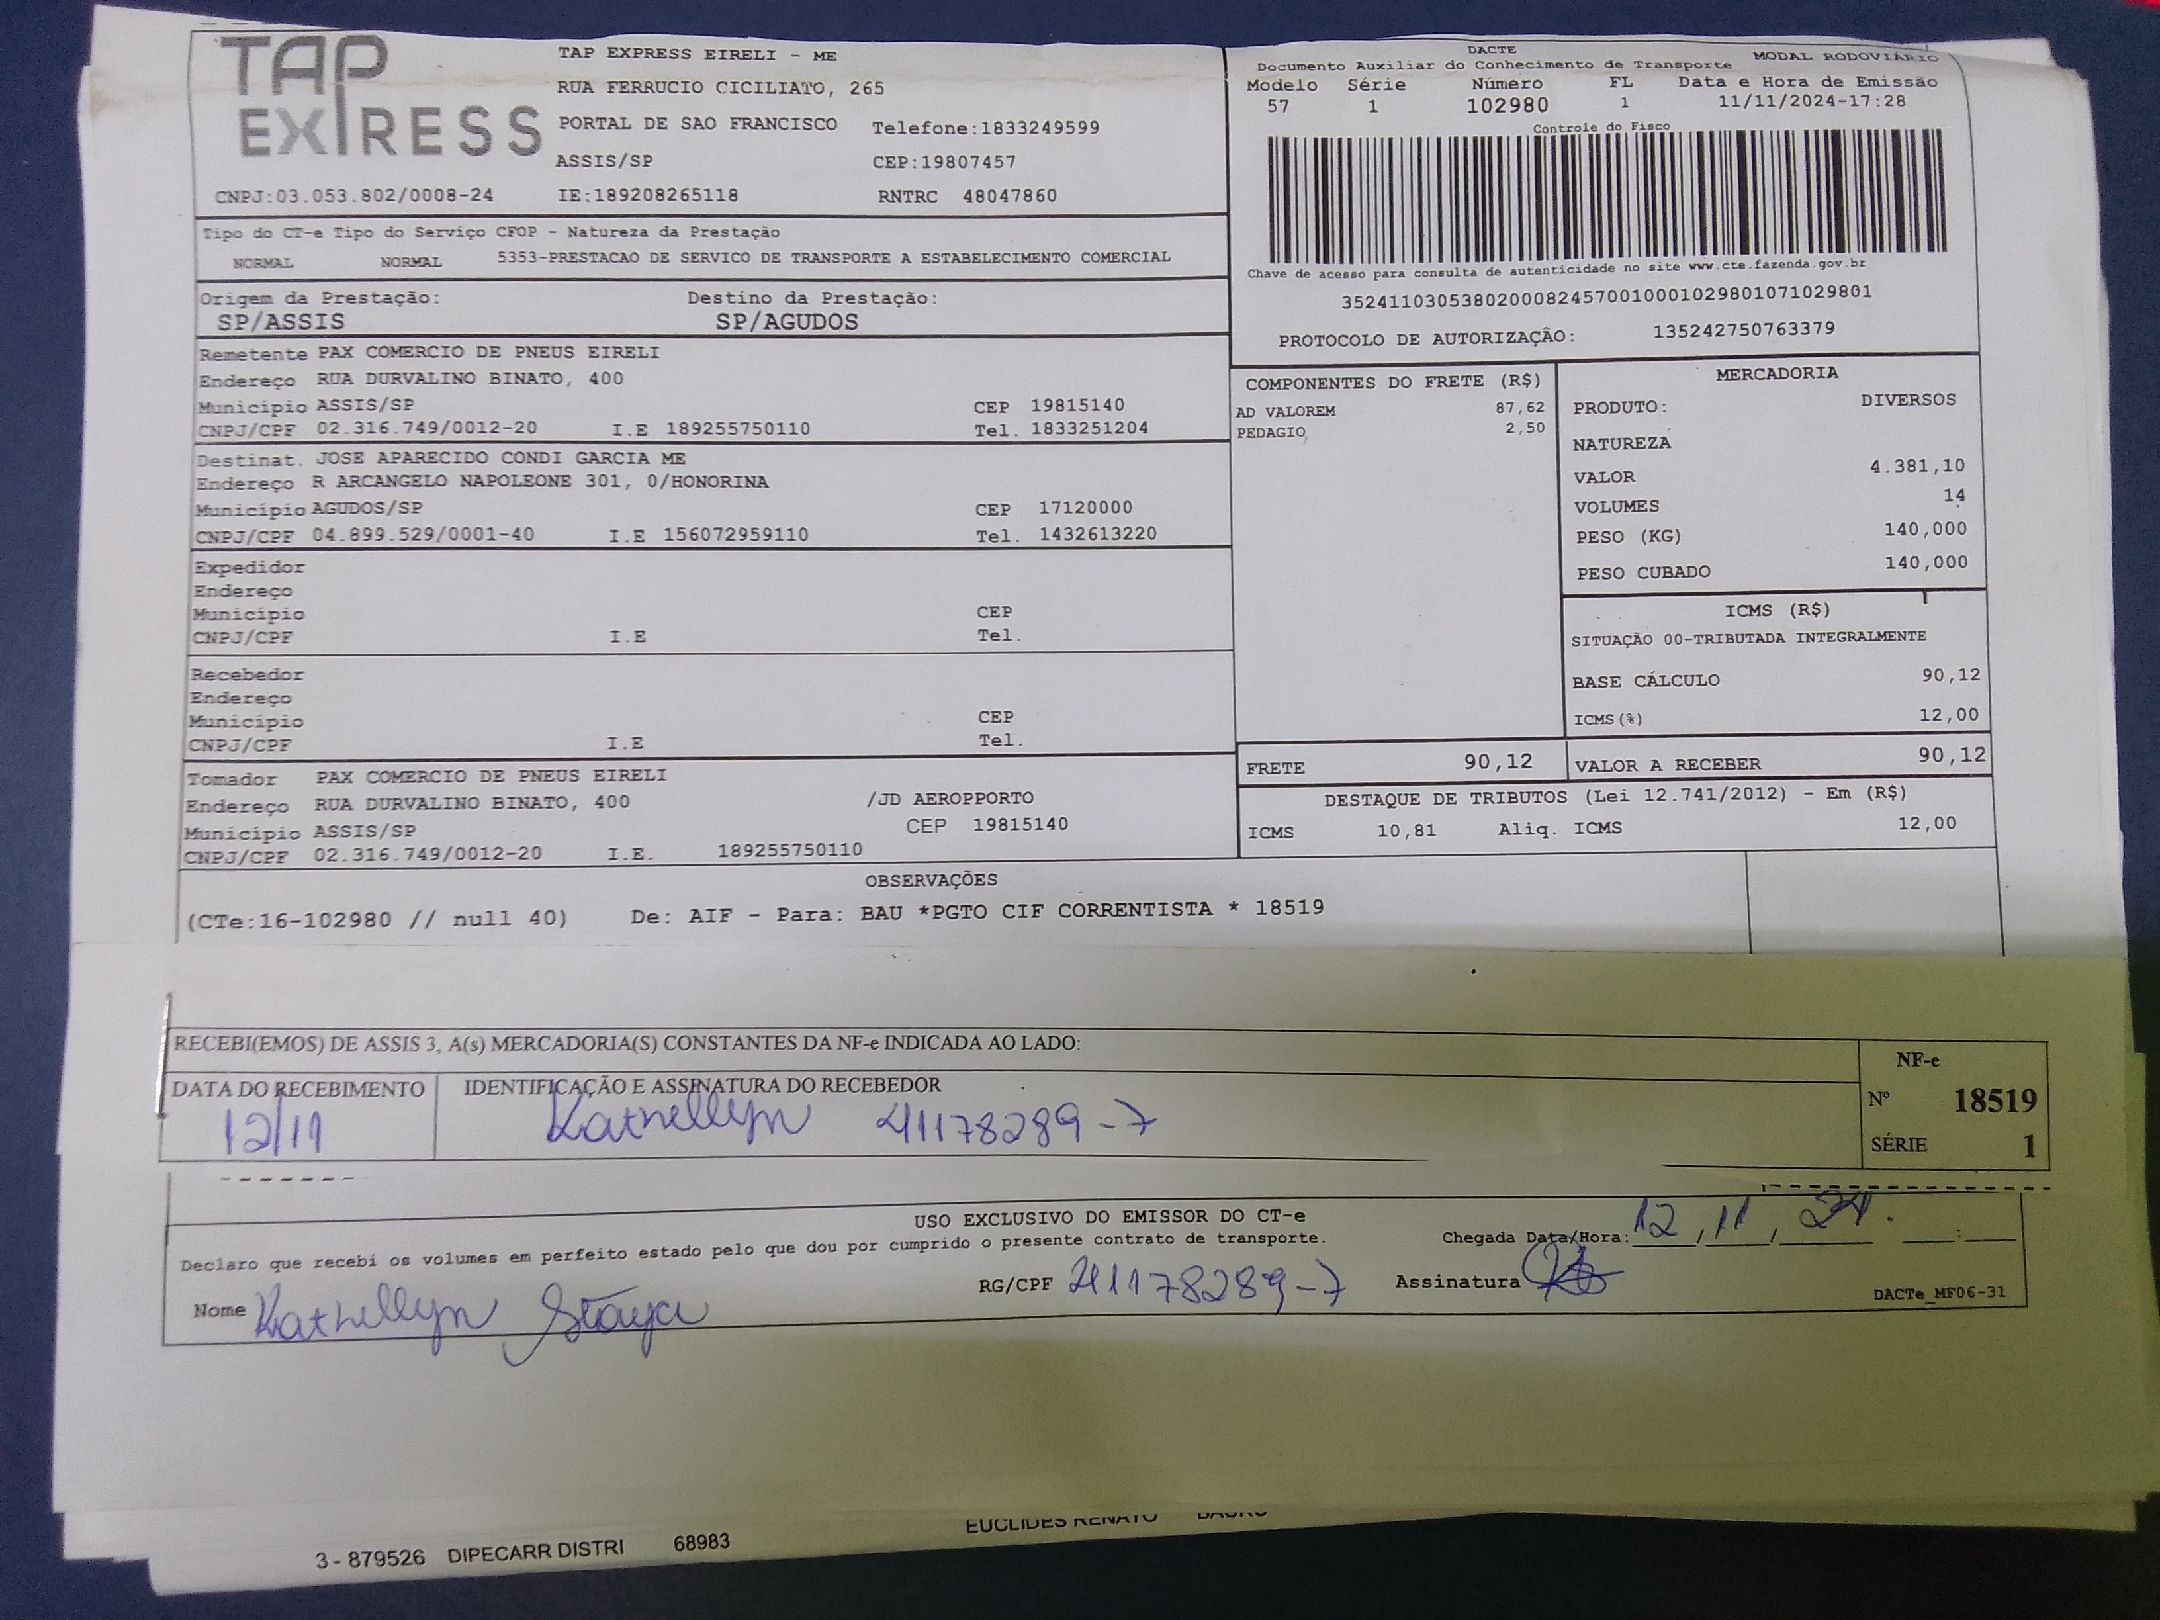 TAP EXPRESS
TAP EXPRESS EIRELI - ME
RUA FERRUCIO CICILIATO, 265
PORTAL DE SAO FRANCISCO Telefone:1833249599
ASSIS/SP CEP:19807457
CNPJ:03.053.802/0008-24 IE:189208265118 RNTRC 48047860
DACTE
Documento Auxiliar do Conhecimento de Transporte MODAL RODOVIÁRIO
Modelo Série Número FL Data e Hora de Emissão
57 1 102980 1 11/11/2024-17:28
Controle do Fisco
Chave de acesso para consulta de autenticidade no site www.cte.fazenda.gov.br
35241103053802000824570010001029801071029801
PROTOCOLO DE AUTORIZAÇÃO: 135242750763379
Tipo do CT-e Tipo do Serviço CFOP - Natureza da Prestação
NORMAL NORMAL 5353-PRESTACAO DE SERVICO DE TRANSPORTE A ESTABELECIMENTO COMERCIAL
Origem da Prestação: Destino da Prestação:
SP/ASSIS SP/AGUDOS
Remetente PAX COMERCIO DE PNEUS EIRELI
Endereço RUA DURVALINO BINATO, 400
Município ASSIS/SP CEP 19815140
CNPJ/CPF 02.316.749/0012-20 I.E 189255750110 Tel. 1833251204
Destinat. JOSE APARECIDO CONDI GARCIA ME
Endereço R ARCANGELO NAPOLEONE 301, 0/HONORINA
Município AGUDOS/SP CEP 17120000
CNPJ/CPF 04.899.529/0001-40 I.E 156072959110 Tel. 1432613220
Expedidor
Endereço
Município CEP
CNPJ/CPF I.E Tel.
Recebedor
Endereço
Município CEP
CNPJ/CPF I.E Tel.
Tomador PAX COMERCIO DE PNEUS EIRELI
Endereço RUA DURVALINO BINATO, 400 /JD AEROPPORTO
Município ASSIS/SP CEP 19815140
CNPJ/CPF 02.316.749/0012-20 I.E. 189255750110
COMPONENTES DO FRETE (R$)
AD VALOREM 87,62
PEDAGIO 2,50
MERCADORIA
PRODUTO: DIVERSOS
NATUREZA
VALOR 4.381,10
VOLUMES 14
PESO (KG) 140,000
PESO CUBADO 140,000
ICMS (R$)
SITUAÇÃO 00-TRIBUTADA INTEGRALMENTE
BASE CÁLCULO 90,12
ICMS(%) 12,00
FRETE 90,12 VALOR A RECEBER 90,12
DESTAQUE DE TRIBUTOS (Lei 12.741/2012) - Em (R$)
ICMS 10,81 Aliq. ICMS 12,00
OBSERVAÇÕES
(CTe:16-102980 // null 40) De: AIF - Para: BAU *PGTO CIF CORRENTISTA * 18519
RECEBI(EMOS) DE ASSIS 3, A(s) MERCADORIA(S) CONSTANTES DA NF-e INDICADA AO LADO:
DATA DO RECEBIMENTO IDENTIFICAÇÃO E ASSINATURA DO RECEBEDOR
12/11 Kathellyn 41178289-7
NF-e
Nº 18519
SÉRIE 1
USO EXCLUSIVO DO EMISSOR DO CT-e
Declaro que recebi os volumes em perfeito estado pelo que dou por cumprido o presente contrato de transporte. Chegada Data/Hora: 12/11/24. :
Nome Kathellyn RG/CPF 41178289-7 Assinatura
DACTe_MF06-31
EUCLIDES RENATO BAURU
3 - 879526 DIPECARR DISTRI 68983